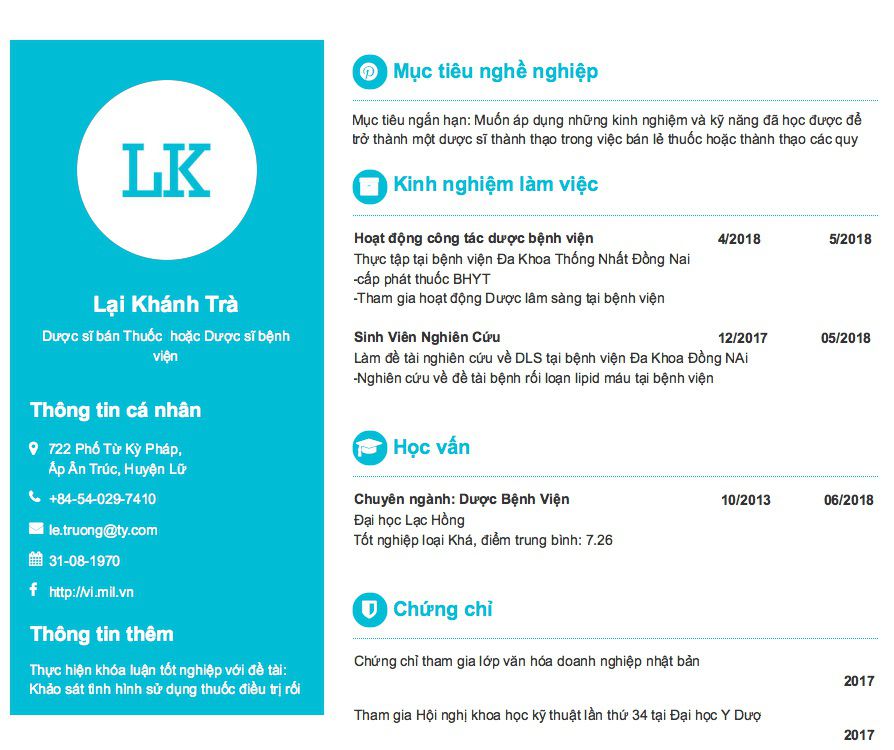 LK
Lại Khánh Trà
Dược sĩ bán Thuốc hoặc Dược sĩ bệnh
viện
Thông tin cá nhân
722 Phố Từ Kỳ Pháp,
Ấp Ân Trúc, Huyện Lữ
+84-54-029-7410
le.truong@ty.com
31-08-1970
http://vi.mil.vn
Thông tin thêm
Thực hiện khóa luận tốt nghiệp với đề tài:
Khảo sát tình hình sử dụng thuốc điều trị rối
Mục tiêu nghề nghiệp
Mục tiêu ngắn hạn: Muốn áp dụng những kinh nghiệm và kỹ năng đã học được để
trở thành một dược sĩ thành thạo trong việc bán lẻ thuốc hoặc thành thạo các quy
Kinh nghiệm làm việc
Hoạt động công tác dược bệnh viện 4/2018 5/2018
Thực tập tại bệnh viện Đa Khoa Thống Nhất Đồng Nai
-cấp phát thuốc BHYT
-Tham gia hoạt động Dược lâm sàng tại bệnh viện
Sinh Viên Nghiên Cứu 12/2017 05/2018
Làm đề tài nghiên cứu về DLS tại bệnh viện Đa Khoa Đồng NAi
-Nghiên cứu về đề tài bệnh rối loạn lipid máu tại bệnh viện
Học vấn
Chuyên ngành: Dược Bệnh Viện 10/2013 06/2018
Đại học Lạc Hồng
Tốt nghiệp loại Khá, điểm trung bình: 7.26
Chứng chỉ
Chứng chỉ tham gia lớp văn hóa doanh nghiệp nhật bản
2017
Tham gia Hội nghị khoa học kỹ thuật lần thứ 34 tại Đại học Y Dượ
2017